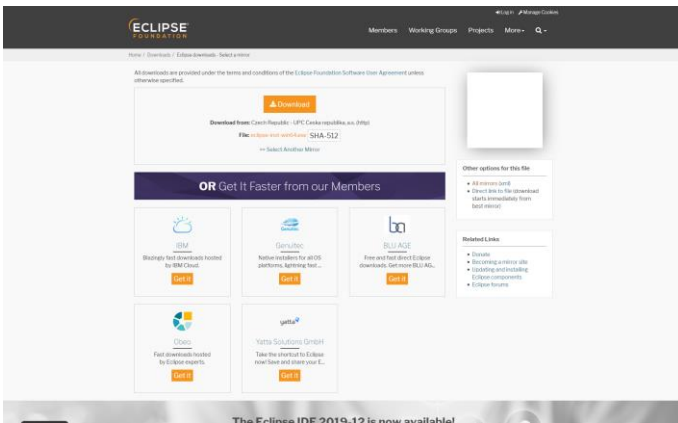 Log in Manage Cookies
ECLIPSE
FOUNDATION
Members Working Groups Projects More
Home / Downloads / Eclipse downloads - Select a mirror
All downloads are provided under the terms and conditions of the Eclipse Foundation Software User Agreement unless
otherwise specified.
Download
Download from: Czech Republic - UPC Ceska republika, a.s. (http)
File: eclipse-inst-win64.exe SHA-512
>> Select Another Mirror
OR Get It Faster from our Members
IBM
Blazingly fast downloads hosted
by IBM Cloud.
Get It
Genuitec
Genuitec
Native installers for all OS
platforms, lightning fast ...
Get It
BLU AGE
Free and fast direct Eclipse
downloads. Get more BLU AG...
Get It
Obeo
Fast downloads hosted
by Eclipse experts.
Get It
yatta
Yatta Solutions GmbH
Take the shortcut to Eclipse
now! Save and share your E...
Get It
Other options for this file
All mirrors (xml)
Direct link to file (download
starts immediately from
best mirror)
Related Links
Donate
Becoming a mirror site
Updating and installing
Eclipse components
Eclipse forums
The Eclipse IDE 2019-12 is now available!